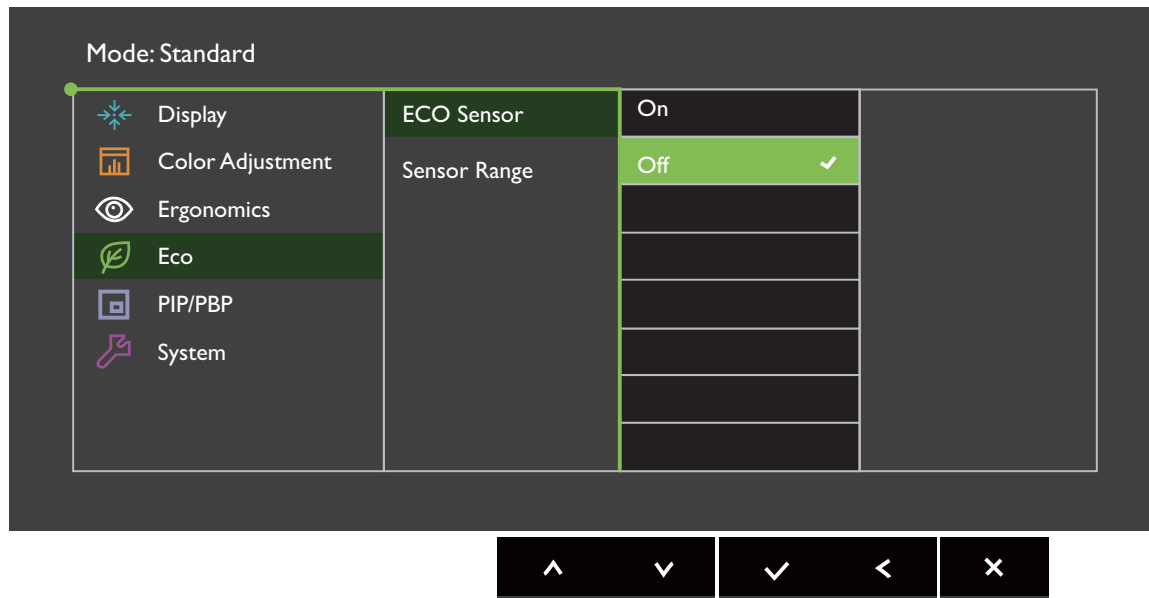 Mode: Standard
Display
Color Adjustment
Ergonomics
Eco
PIP/PBP
System
ECO Sensor
Sensor Range
On
Off